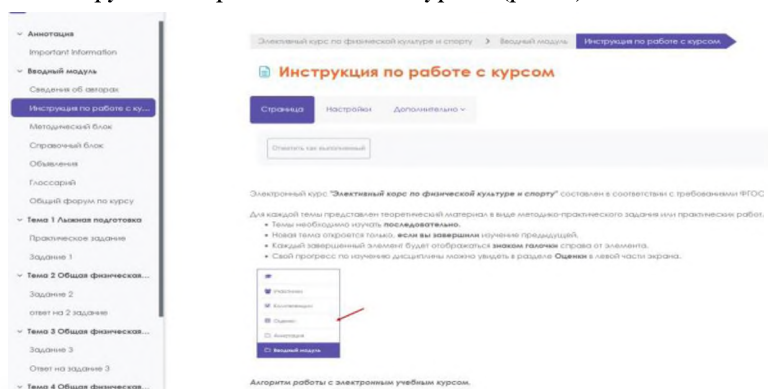 Аннотация
Important Information
Вводный модуль
Сведения об авторах
Инструкция по работе с ку...
Методический блок
Справочный блок
Объявления
Глоссарий
Общий форум по курсу
Тема 1 Лыжная подготовка
Практическое задание
Задание 1
Тема 2 Общая физическая...
Задание 2
ответ на 2 задание
Тема 3 Общая физическая...
Задание 3
Ответ на задание 3
Тема 4 Общая физическая...
Элективный курс по физической культуре и спорту > Вводный модуль Инструкция по работе с курсом
Инструкция по работе с курсом
Страница Настройки Дополнительно
Отметить как выполненный
Электронный курс "Элективный корс по физической культуре и спорту" составлен в соответствии с требованиями ФГОС
Для каждой темы представлен теоретический материал в виде методико-практического задания или практических работ.
• Темы необходимо изучать последовательно.
• Новая тема откроется только, если вы завершили изучение предыдущей.
• Каждый завершенный элемент будет отображаться знаком галочки справа от элемента.
• Свой прогресс по изучению дисциплины можно увидеть в разделе Оценки в левой части экрана.
Участники
Компетенции
Оценки
Аннотация
Вводный модуль
Алгоритм работы с электронным учебным курсом.